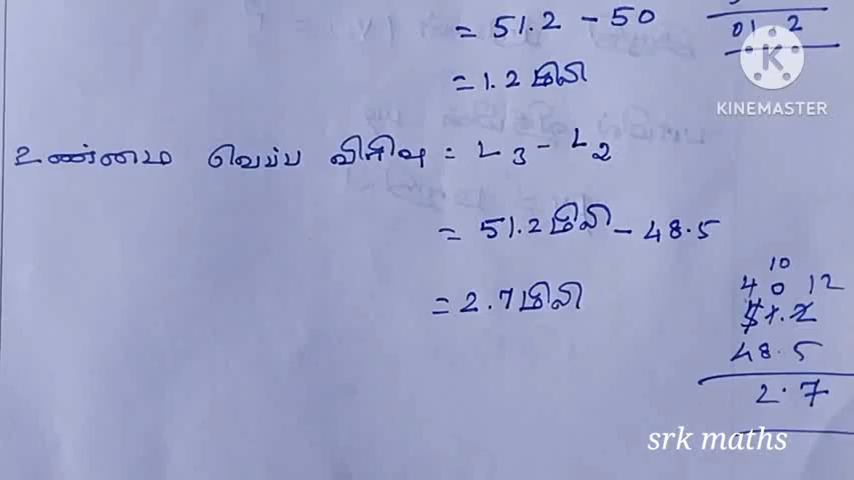 = 51.2 - 50
01.2
= 1.2 மிலி
KINEMASTER
உண்மை வெப்ப விரிவு = L3 - L2
= 51.2 மிலி - 48.5
10
4 0 12
51.2
48.5
2.7
= 2.7 மிலி
srk maths